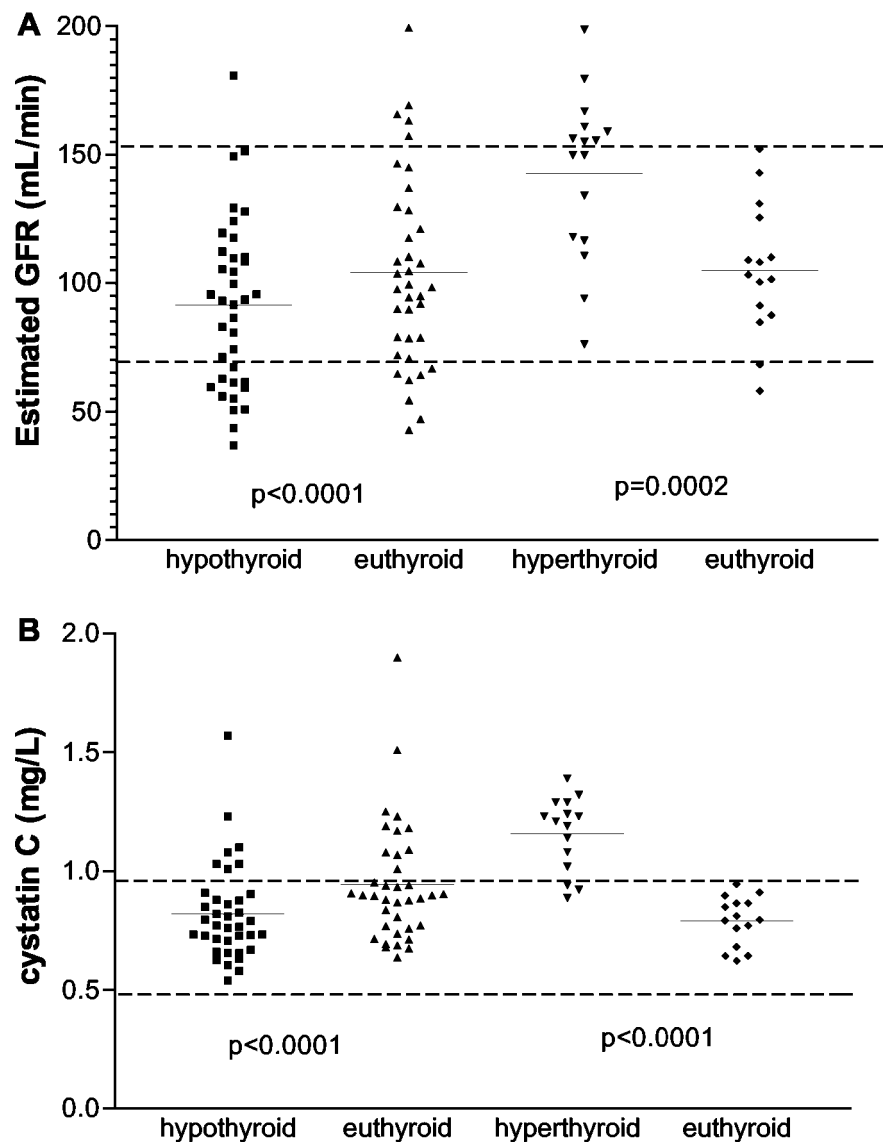 A
Estimated GFR (mL/min)
200
150
100
50
0
p<0.0001
p=0.0002
hypothyroid euthyroid hyperthyroid euthyroid
B
cystatin C (mg/L)
2.0
1.5
1.0
0.5
0.0
p<0.0001
p<0.0001
hypothyroid euthyroid hyperthyroid euthyroid